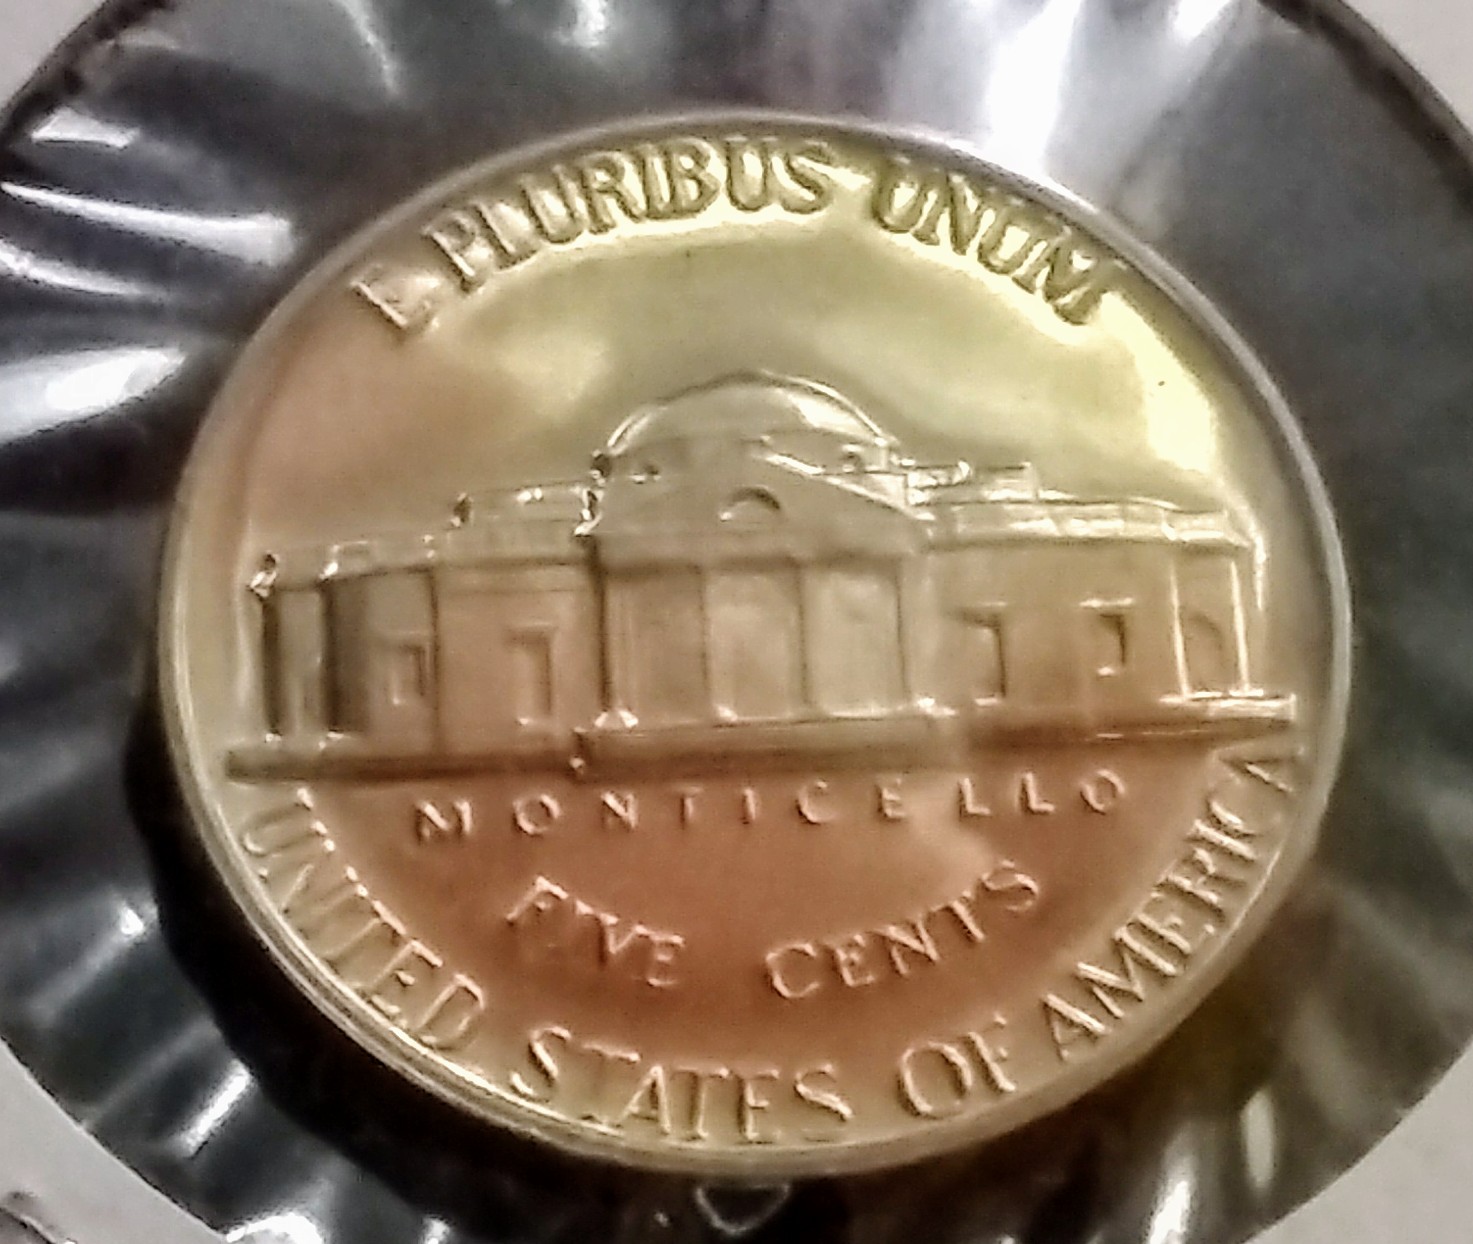 E PLURIBUS UNUM
MONTICELLO
FIVE CENTS
UNITED STATES OF AMERICA